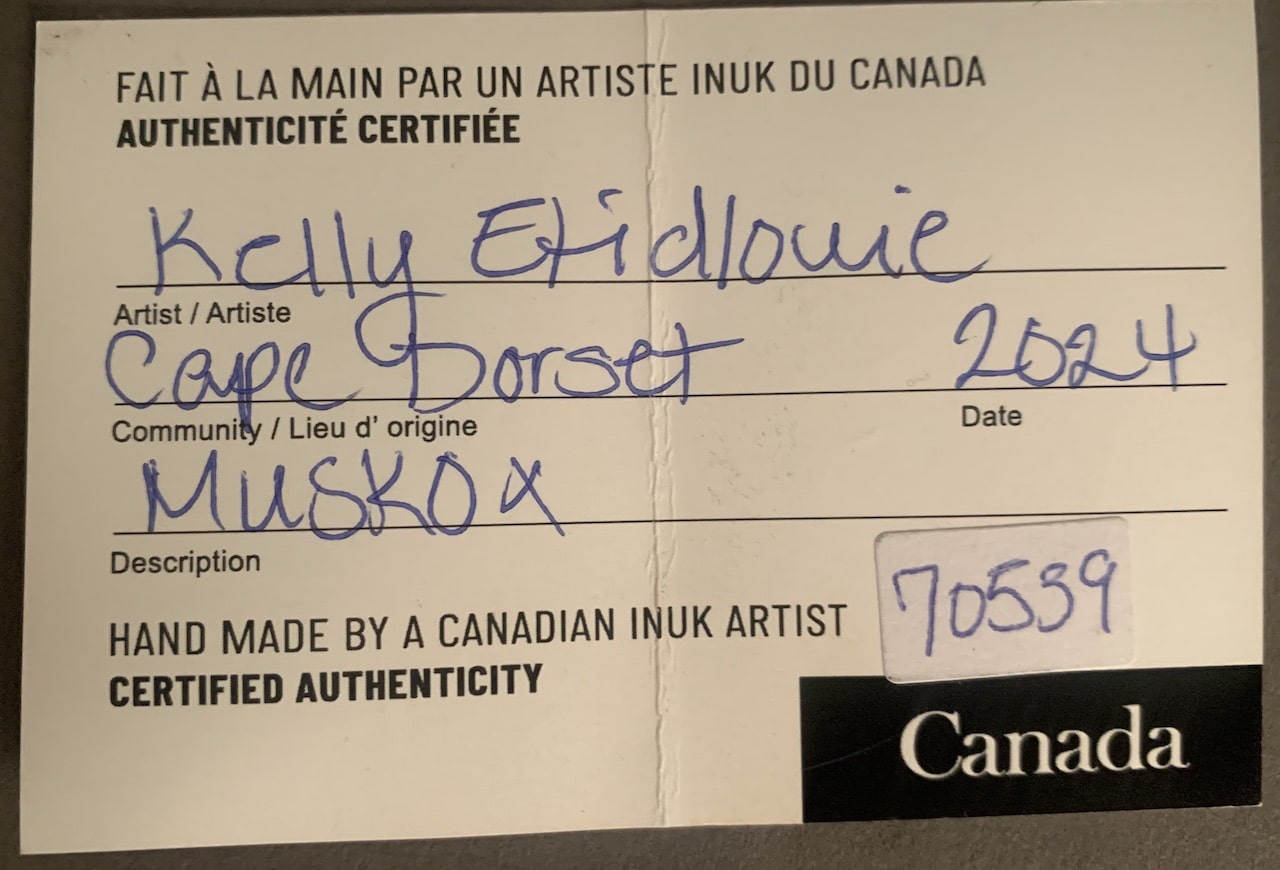 FAIT À LA MAIN PAR UN ARTISTE INUK DU CANADA
AUTHENTICITÉ CERTIFIÉE
Kelly Etidlouie
Artist / Artiste
Cape Dorset 2024
Community / Lieu d' origine Date
Muskox
Description
70539
HAND MADE BY A CANADIAN INUK ARTIST
CERTIFIED AUTHENTICITY
Canada